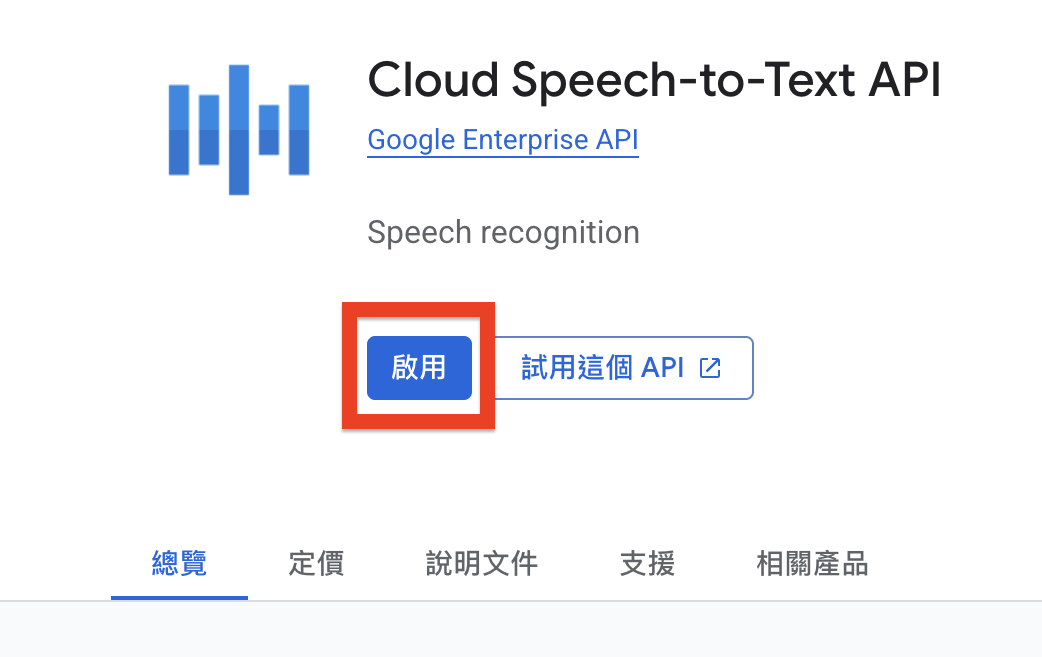 Cloud Speech-to-Text API
Google Enterprise API
Speech recognition
啟用 試用這個 API
總覽 定價 說明文件 支援 相關產品